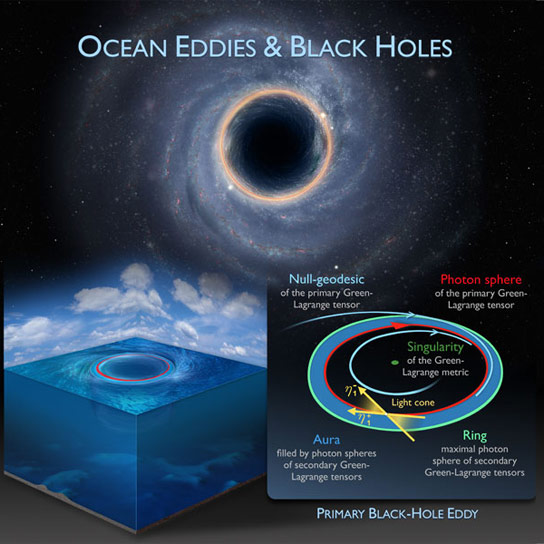 OCEAN EDDIES & BLACK HOLES
Null-geodesic
of the primary Green-
Lagrange tensor
Photon sphere
of the primary Green-
Lagrange tensor
Singularity
of the Green-
Lagrange metric
η₁⁻
Light cone
η₁⁺
Aura
filled by photon spheres
of secondary Green-
Lagrange tensors
Ring
maximal photon
sphere of secondary
Green-Lagrange tensors
PRIMARY BLACK-HOLE EDDY